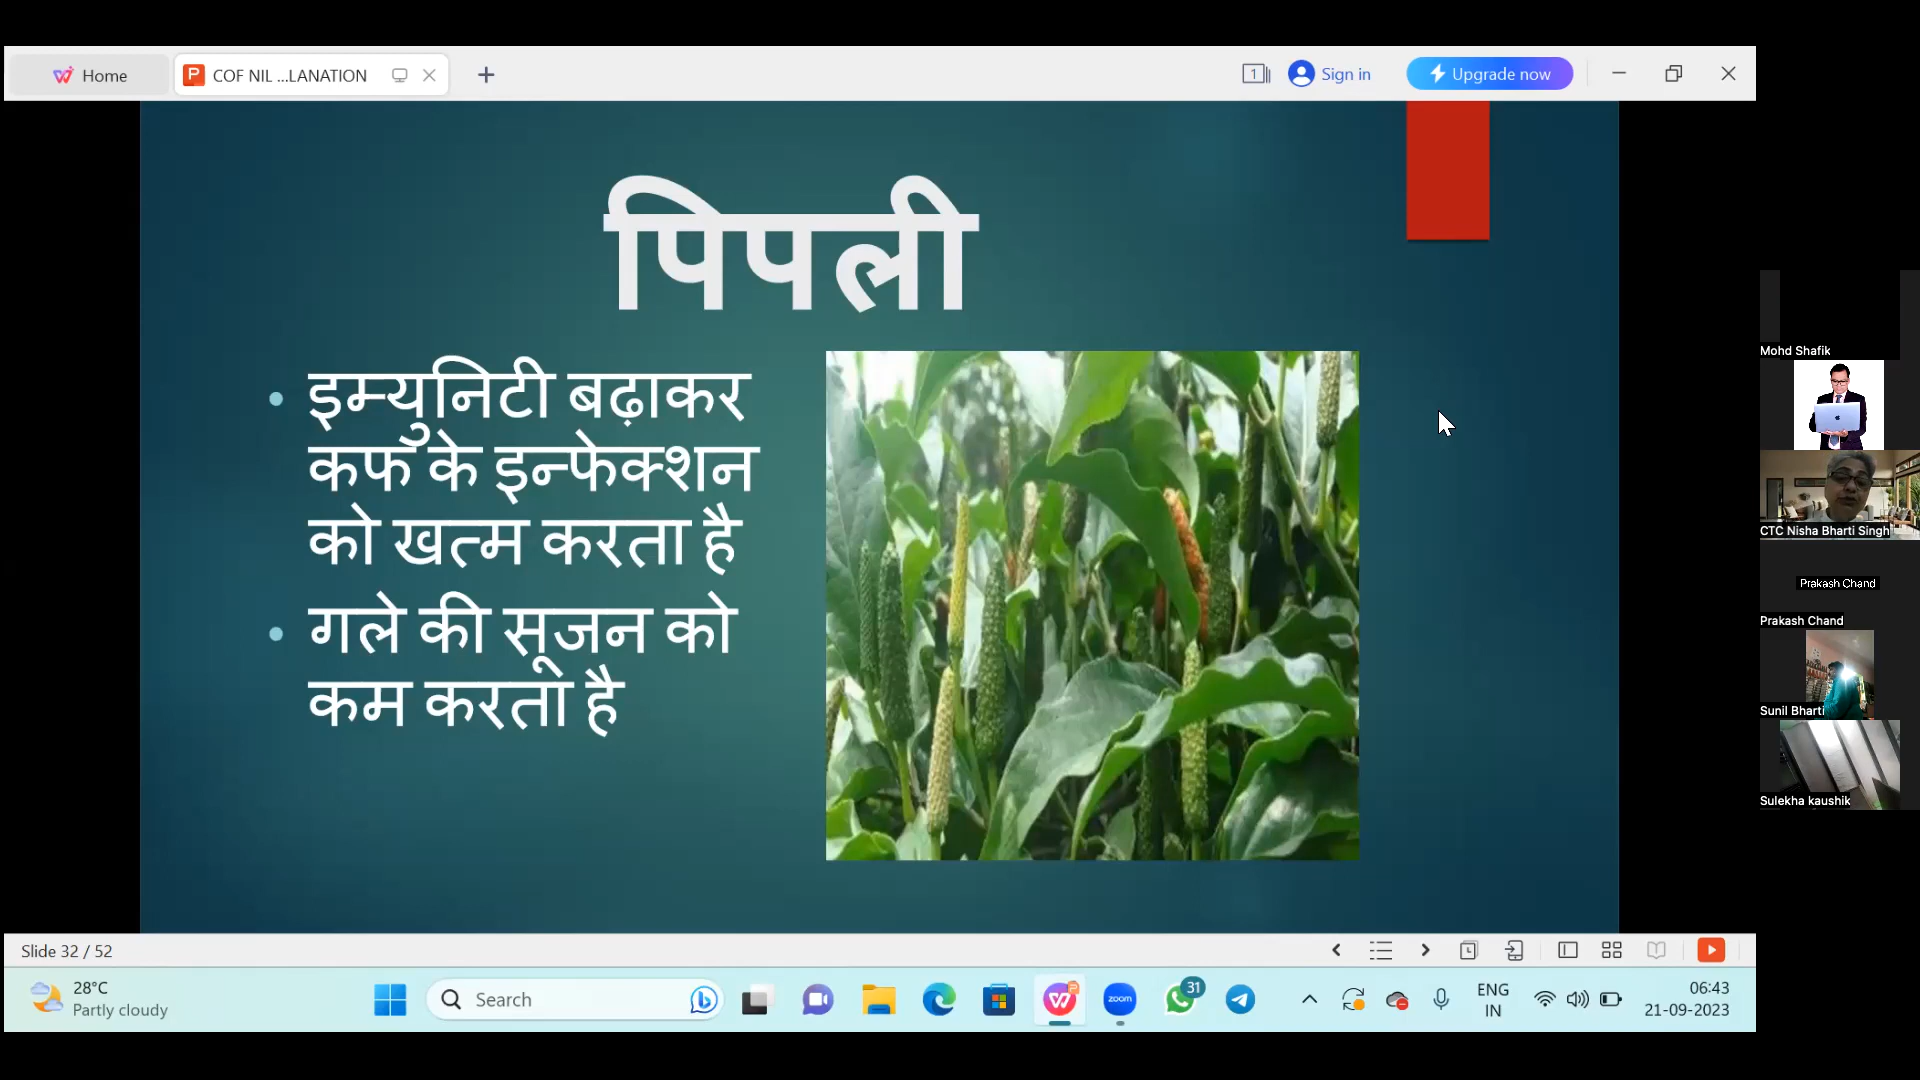 Home
COF NIL ...LANATION
1
Sign in
Upgrade now
पिपली
• इम्युनिटी बढ़ाकर
कफ के इन्फेक्शन
को खत्म करता है
• गले की सूजन को
कम करता है
Mohd Shafik
CTC Nisha Bharti Singh
Prakash Chand
Prakash Chand
Sunil Bharti
Sulekha kaushik
Slide 32 / 52
28°C
Partly cloudy
Search
zoom
31
ENG
IN
06:43
21-09-2023